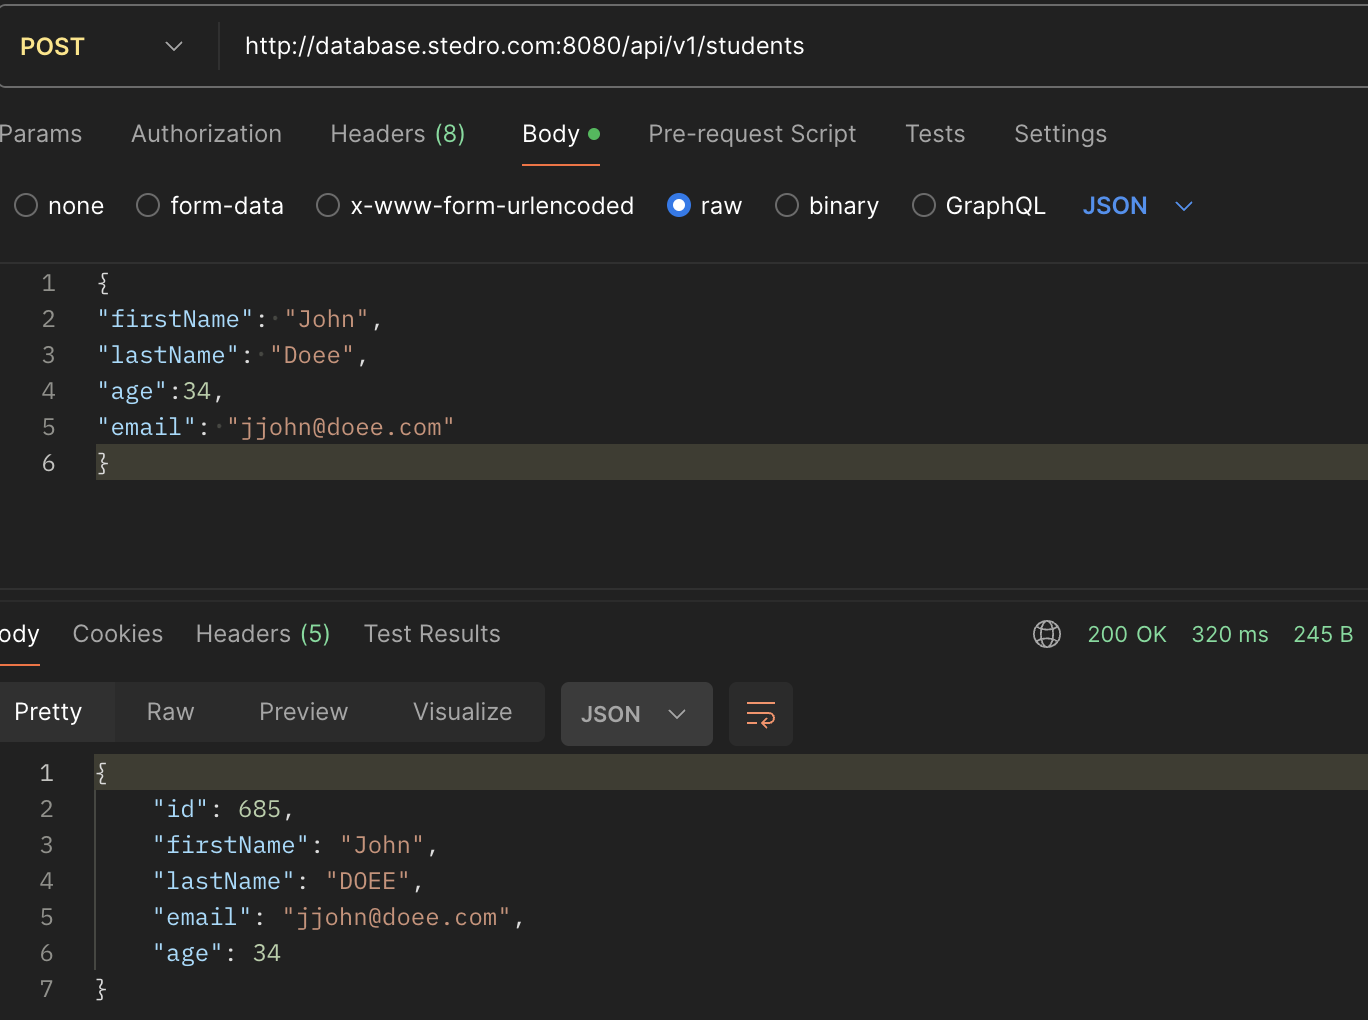 POST http://database.stedro.com:8080/api/v1/students
Params Authorization Headers (8) Body Pre-request Script Tests Settings
none form-data x-www-form-urlencoded raw binary GraphQL JSON
1 {
2 "firstName": "John",
3 "lastName": "Doee",
4 "age":34,
5 "email": "jjohn@doee.com"
6 }
ody Cookies Headers (5) Test Results 200 OK 320 ms 245 B
Pretty Raw Preview Visualize JSON
1 {
2 "id": 685,
3 "firstName": "John",
4 "lastName": "DOEE",
5 "email": "jjohn@doee.com",
6 "age": 34
7 }